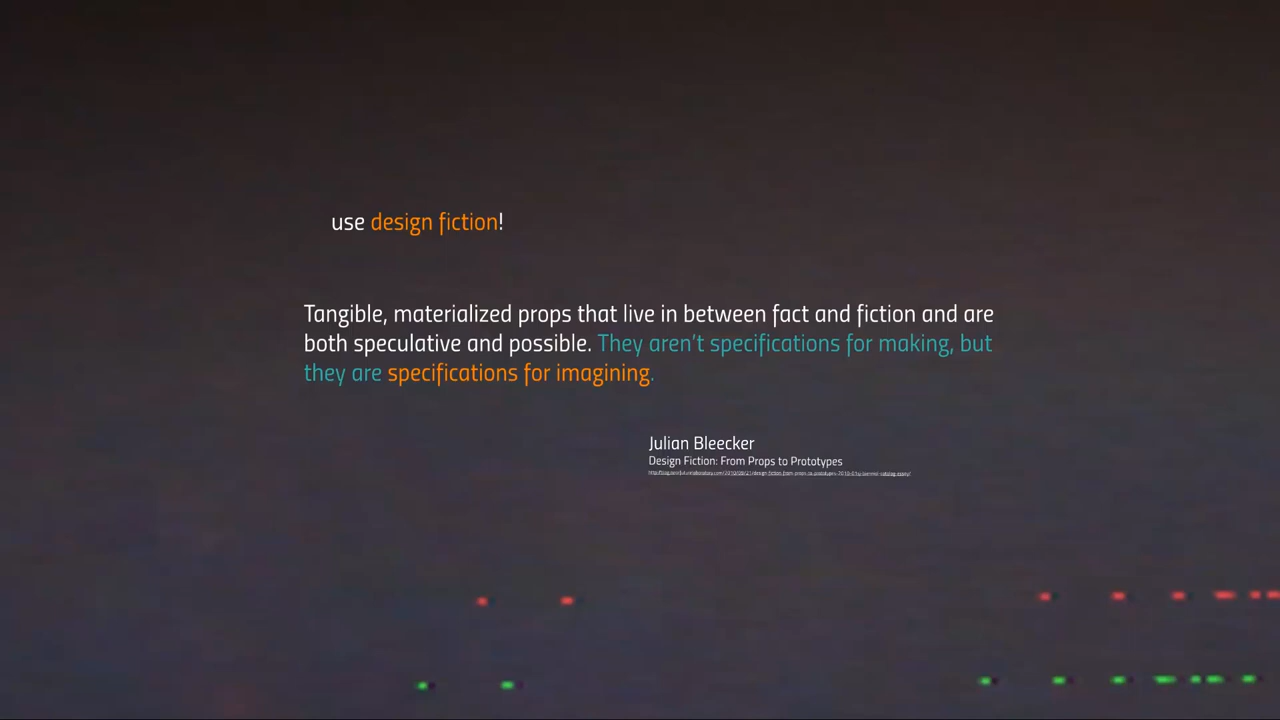 use design fiction!
Tangible, materialized props that live in between fact and fiction and are
both speculative and possible. They aren't specifications for making, but
they are specifications for imagining.
Julian Bleecker
Design Fiction: From Props to Prototypes